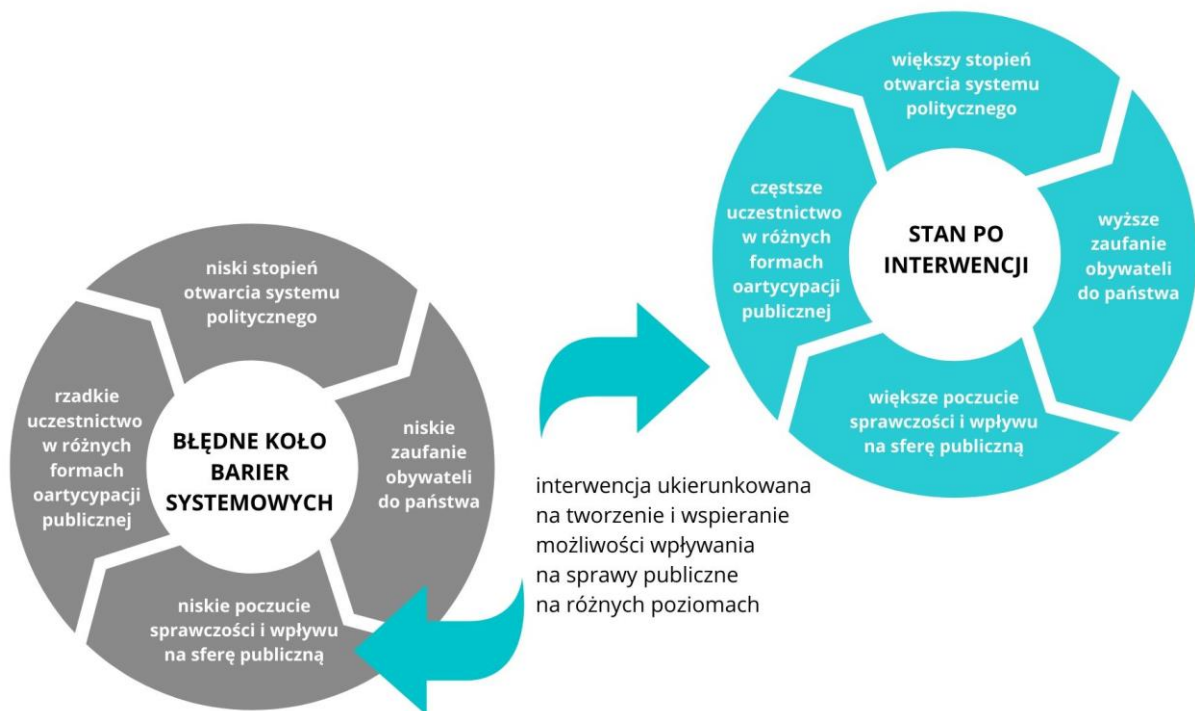 większy stopień
otwarcia systemu
politycznego
częstsze
uczestnictwo
w różnych
formach
oartycypacji
publicznej
STAN PO
INTERWENCJI
wyższe
zaufanie
obywateli
do państwa
większe poczucie
sprawczości i wpływu
na sferę publiczną
niski stopień
otwarcia systemu
politycznego
rzadkie
uczestnictwo
w różnych
formach
oartycypacji
publicznej
BŁĘDNE KOŁO
BARIER
SYSTEMOWYCH
niskie
zaufanie
obywateli
do państwa
niskie poczucie
sprawczości i wpływu
na sferę publiczną
interwencja ukierunkowana
na tworzenie i wspieranie
możliwości wpływania
na sprawy publiczne
na różnych poziomach